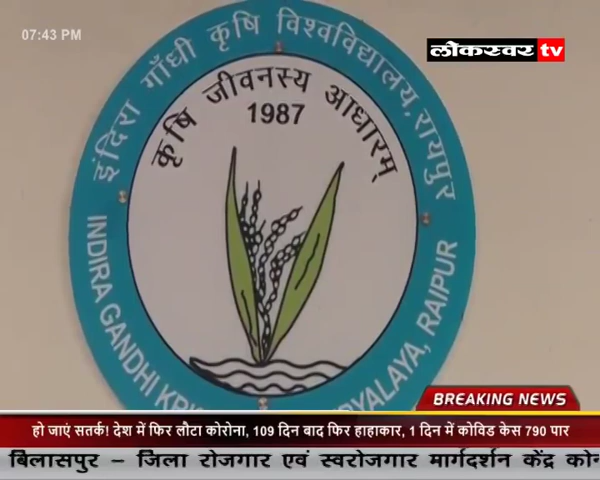 07:43 PM
लोकस्वर tv
इंदिरा गाँधी कृषि विश्वविद्यालय, रायपुर
कृषि जीवनस्य आधारम्
1987
INDIRA GANDHI RYALAYA, RAIPUR
BREAKING NEWS
हो जाएं सतर्क! देश में फिर लौटा कोरोना, 109 दिन बाद फिर हाहाकार, 1 दिन में कोविड केस 790 पार
बिलासपुर – जिला रोजगार एवं स्वरोजगार मार्गदर्शन केंद्र